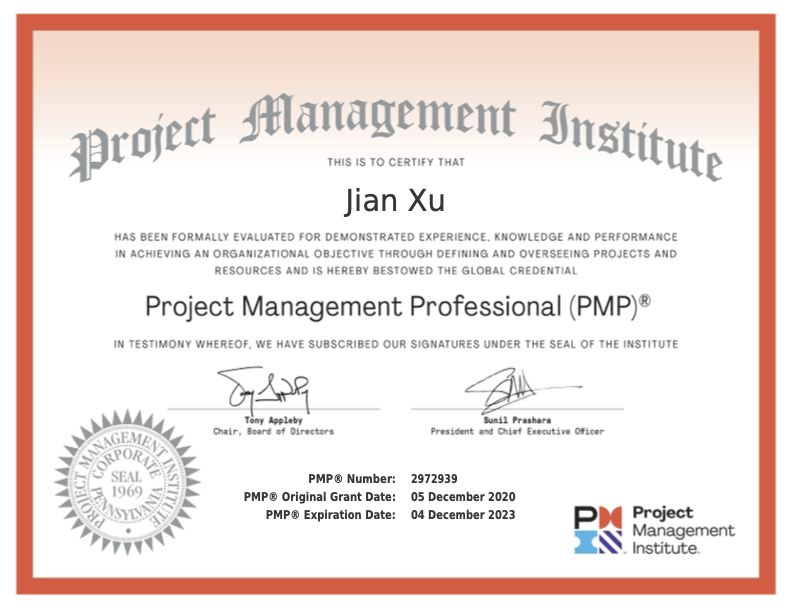 Project Management Institute
THIS IS TO CERTIFY THAT
Jian Xu
HAS BEEN FORMALLY EVALUATED FOR DEMONSTRATED EXPERIENCE, KNOWLEDGE AND PERFORMANCE
IN ACHIEVING AN ORGANIZATIONAL OBJECTIVE THROUGH DEFINING AND OVERSEEING PROJECTS AND
RESOURCES AND IS HEREBY BESTOWED THE GLOBAL CREDENTIAL
Project Management Professional (PMP)®
IN TESTIMONY WHEREOF, WE HAVE SUBSCRIBED OUR SIGNATURES UNDER THE SEAL OF THE INSTITUTE
Tony Appleby
Chair, Board of Directors
Sunil Prashara
President and Chief Executive Officer
PROJECT MANAGEMENT INSTITUTE
CORPORATE
SEAL
1969
PENNSYLVANIA
PMP® Number: 2972939
PMP® Original Grant Date: 05 December 2020
PMP® Expiration Date: 04 December 2023
PM
Project
Management
Institute.